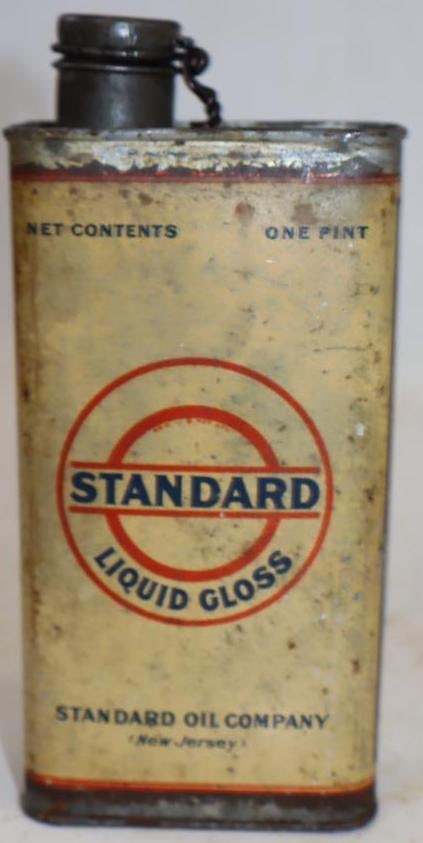 NET CONTENTS ONE PINT
STANDARD
LIQUID GLOSS
STANDARD OIL COMPANY
(New Jersey)